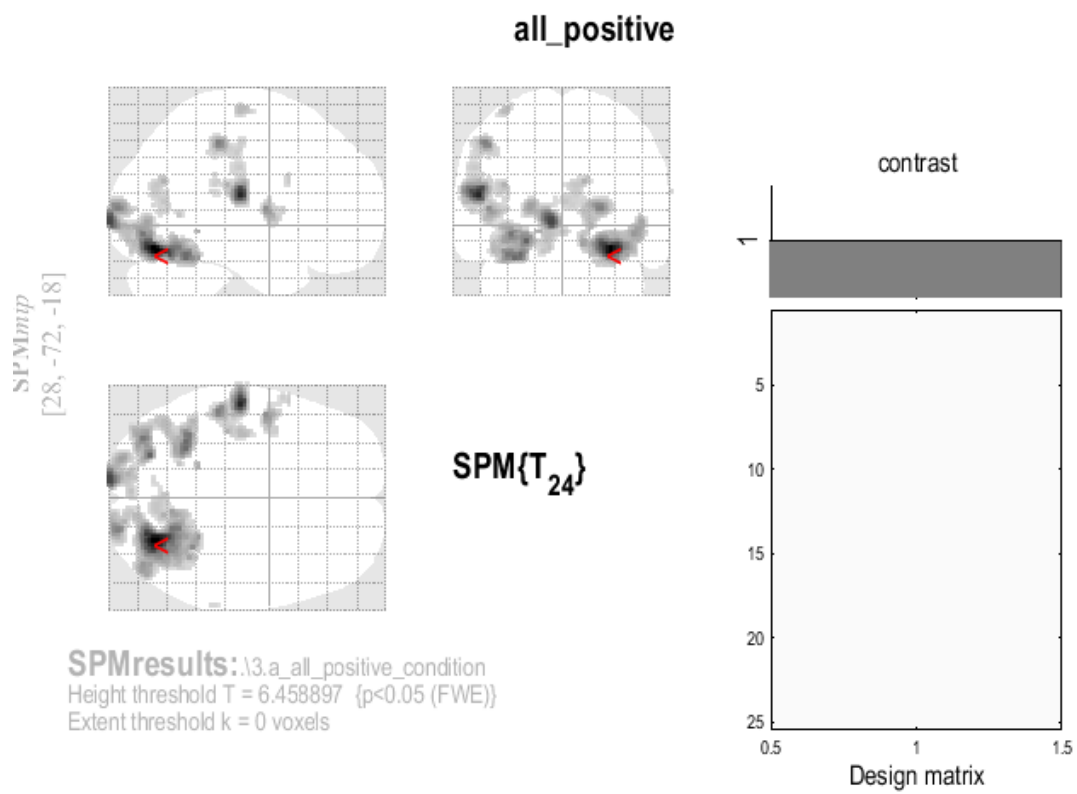 all_positive
SPMmip
[28, -72, -18]
<
<
<
SPM{T24}
SPMresults: .\3.a_all_positive_condition
Height threshold T = 6.458897 {p<0.05 (FWE)}
Extent threshold k = 0 voxels
contrast
1
5
10
15
20
25
0.5 1 1.5
Design matrix